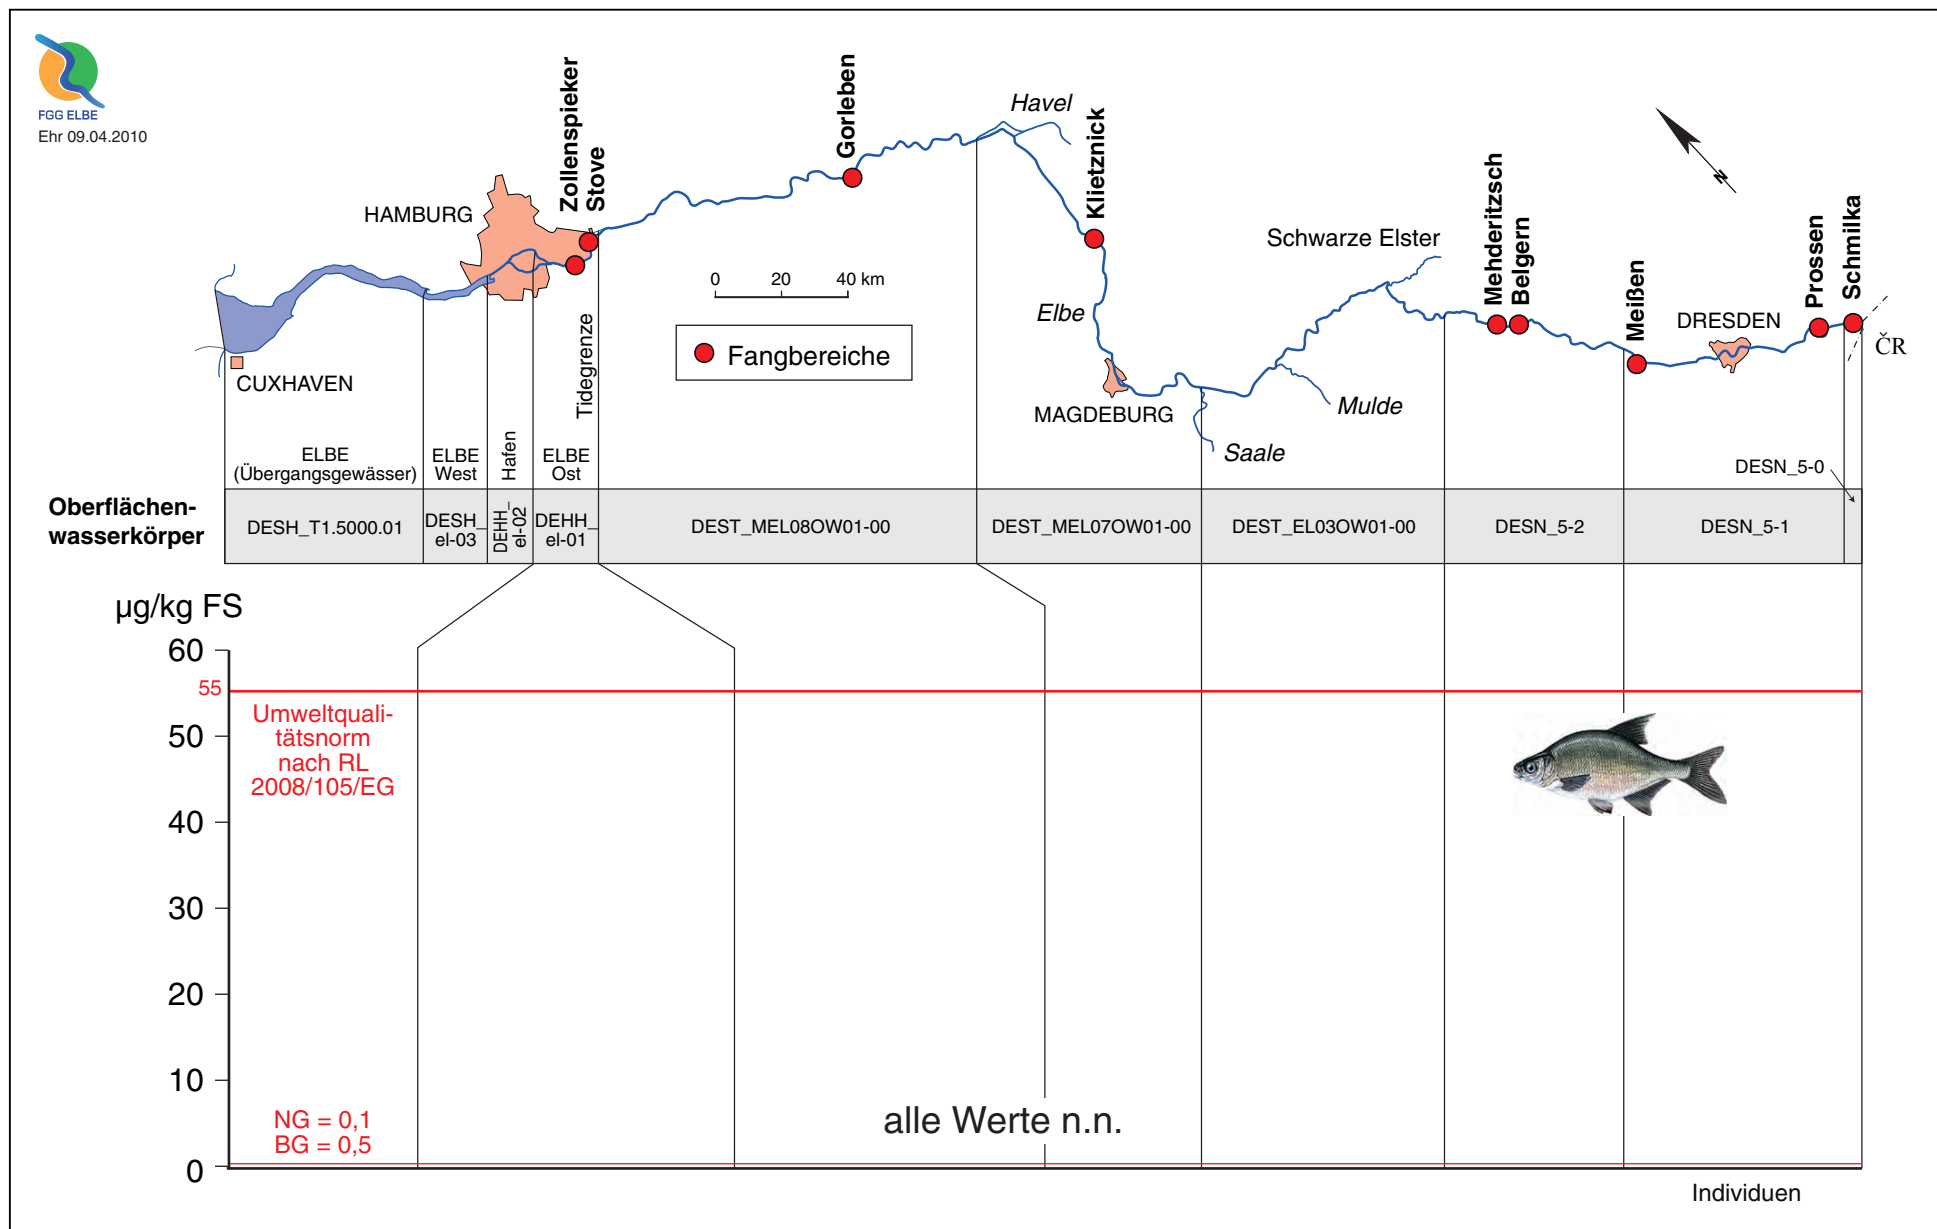 FGG ELBE
Ehr 09.04.2010
HAMBURG
Zollenspieker
Stove
Gorleben
Havel
Klietznick
Schwarze Elster
Mehderitzsch
Belgern
Meißen
DRESDEN
Prossen
Schmilka
ČR
N
0 20 40 km
Fangbereiche
Elbe
CUXHAVEN
Tidegrenze
MAGDEBURG
Mulde
Saale
ELBE
(Übergangsgewässer)
ELBE
West
Hafen
ELBE
Ost
DESN_5-0
Oberflächen-
wasserkörper
DESH_T1.5000.01
DESH_
el-03
DEHH_
el-02
DEHH_
el-01
DEST_MEL08OW01-00
DEST_MEL07OW01-00
DEST_EL03OW01-00
DESN_5-2
DESN_5-1
µg/kg FS
60
55
50
40
30
20
10
0
Umweltquali-
tätsnorm
nach RL
2008/105/EG
NG = 0,1
BG = 0,5
alle Werte n.n.
Individuen